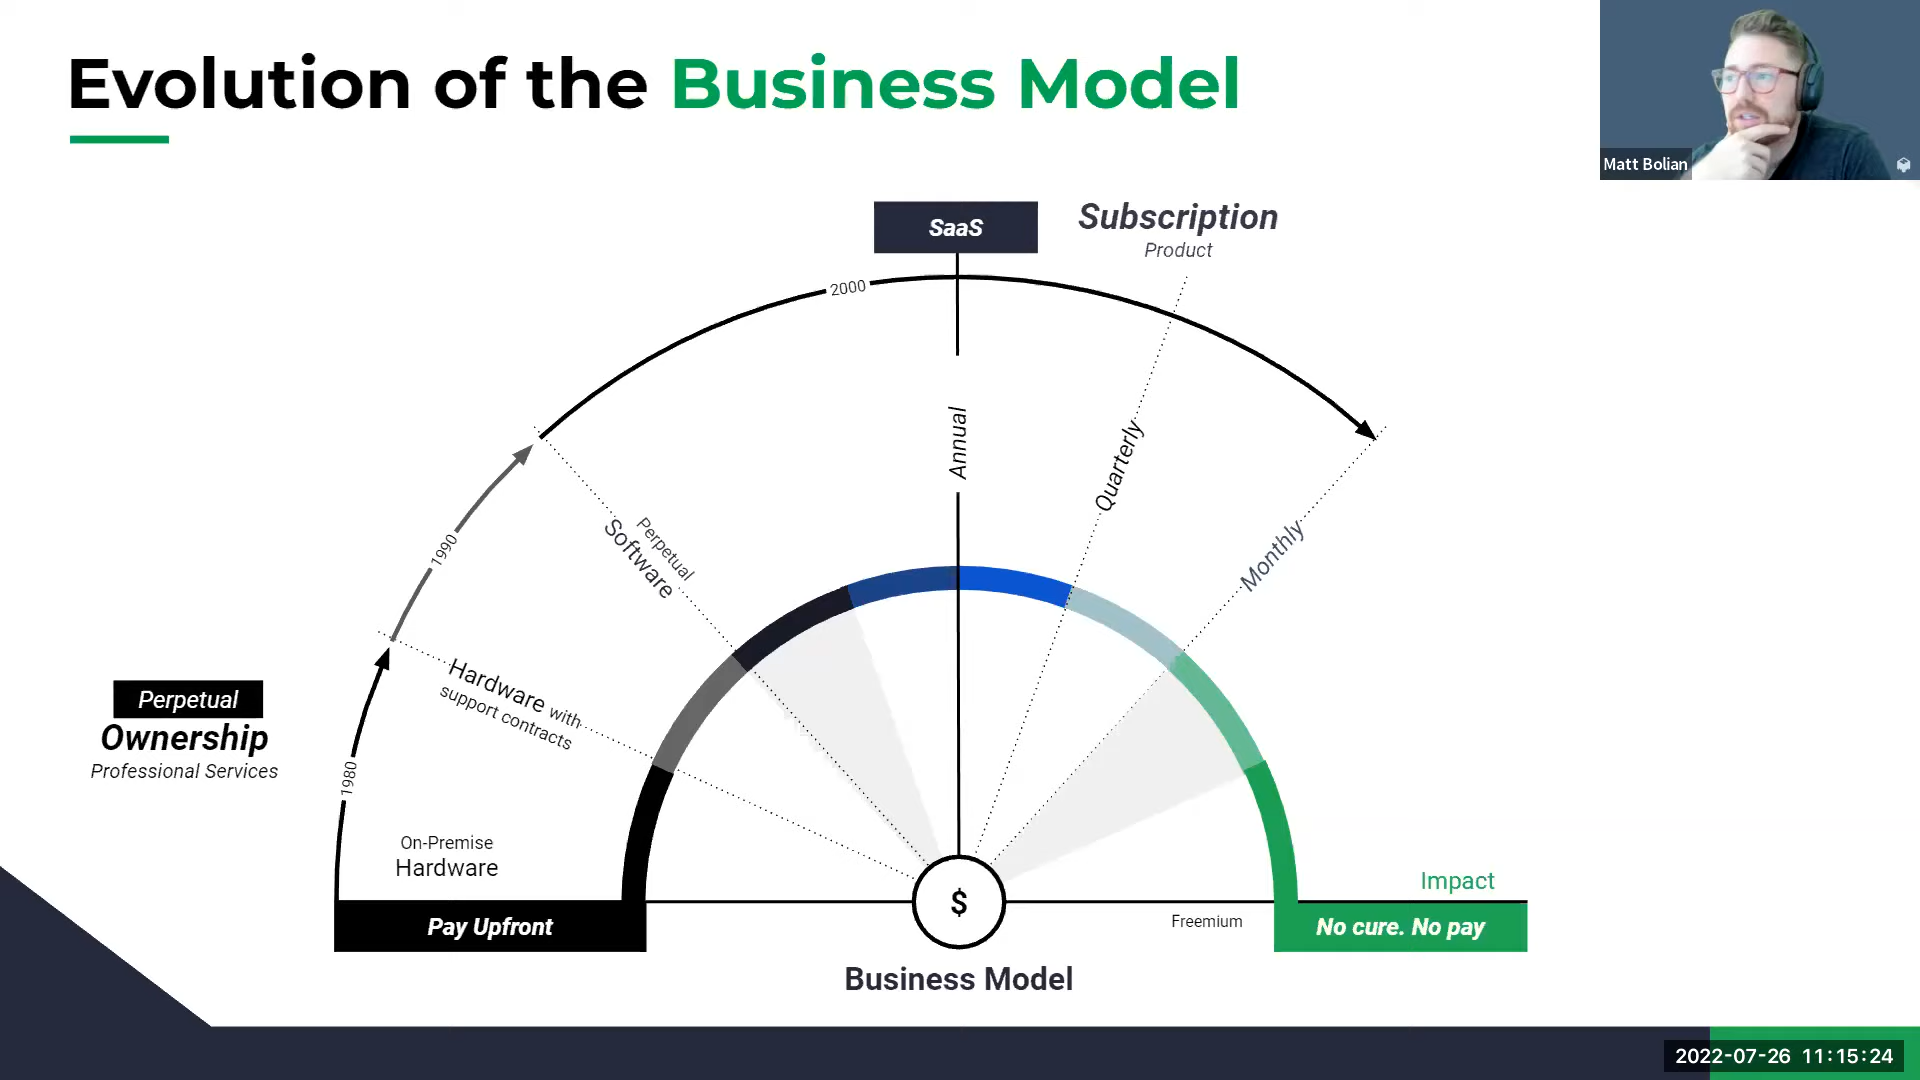 Evolution of the Business Model
Matt Bolian
SaaS
Subscription
Product
2000
Annual
Quarterly
Monthly
1990
Perpetual
Software
Hardware with
support contracts
Perpetual
Ownership
Professional Services
1980
On-Premise
Hardware
Pay Upfront
$
Freemium
Impact
No cure. No pay
Business Model
2022-07-26 11:15:24